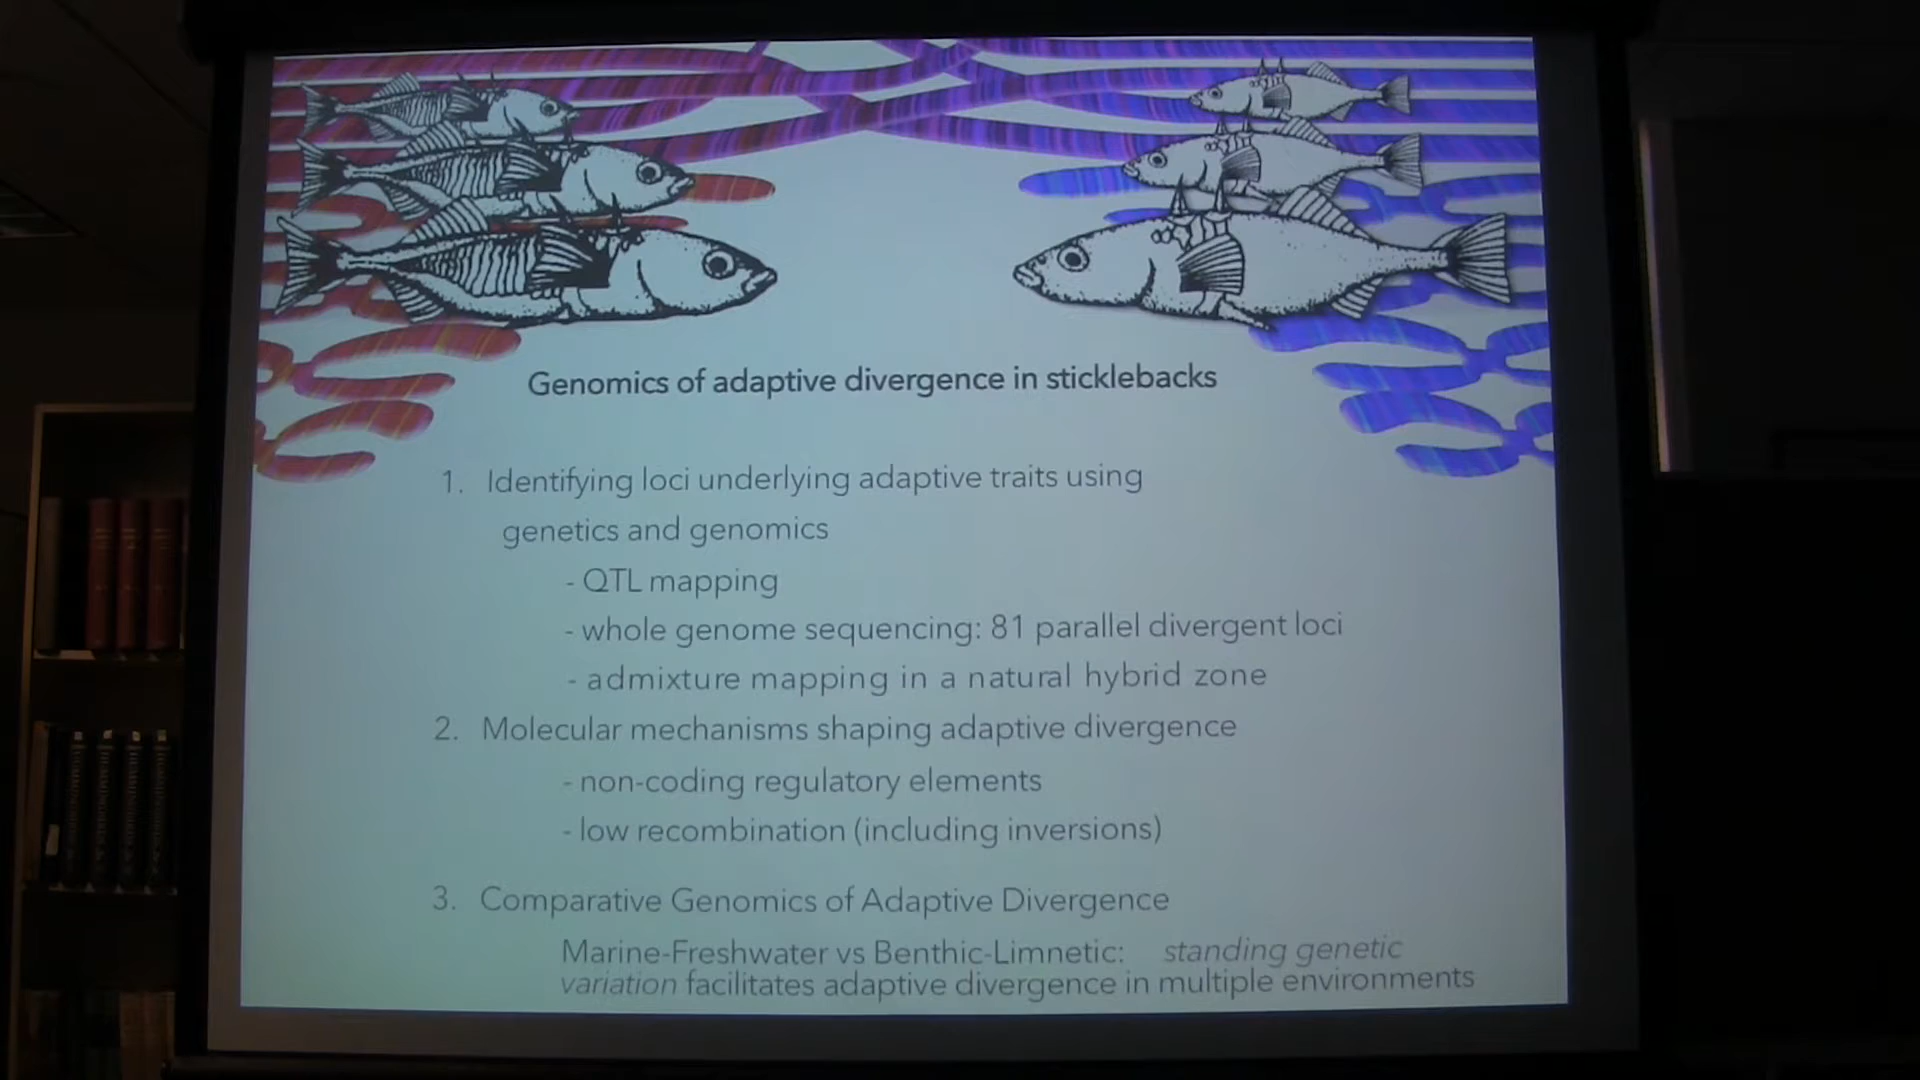 Genomics of adaptive divergence in sticklebacks
1. Identifying loci underlying adaptive traits using
genetics and genomics
- QTL mapping
- whole genome sequencing: 81 parallel divergent loci
- admixture mapping in a natural hybrid zone
2. Molecular mechanisms shaping adaptive divergence
- non-coding regulatory elements
- low recombination (including inversions)
3. Comparative Genomics of Adaptive Divergence
Marine-Freshwater vs Benthic-Limnetic: standing genetic
variation facilitates adaptive divergence in multiple environments